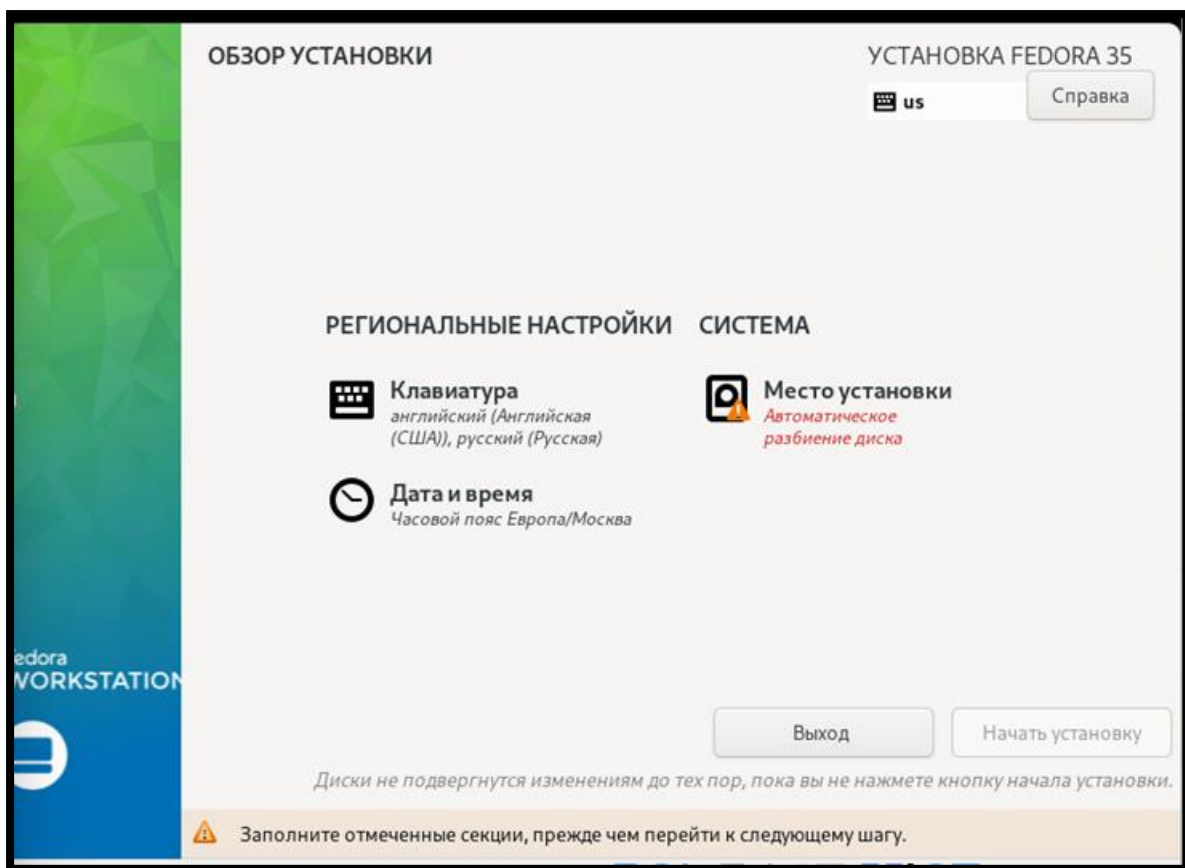 ОБЗОР УСТАНОВКИ
УСТАНОВКА FEDORA 35
us
Справка
РЕГИОНАЛЬНЫЕ НАСТРОЙКИ
СИСТЕМА
Клавиатура
английский (Английская
(США)), русский (Русская)
Место установки
Автоматическое
разбиение диска
Дата и время
Часовой пояс Европа/Москва
edora
WORKSTATION
Выход
Начать установку
Диски не подвергнутся изменениям до тех пор, пока вы не нажмете кнопку начала установки.
Заполните отмеченные секции, прежде чем перейти к следующему шагу.